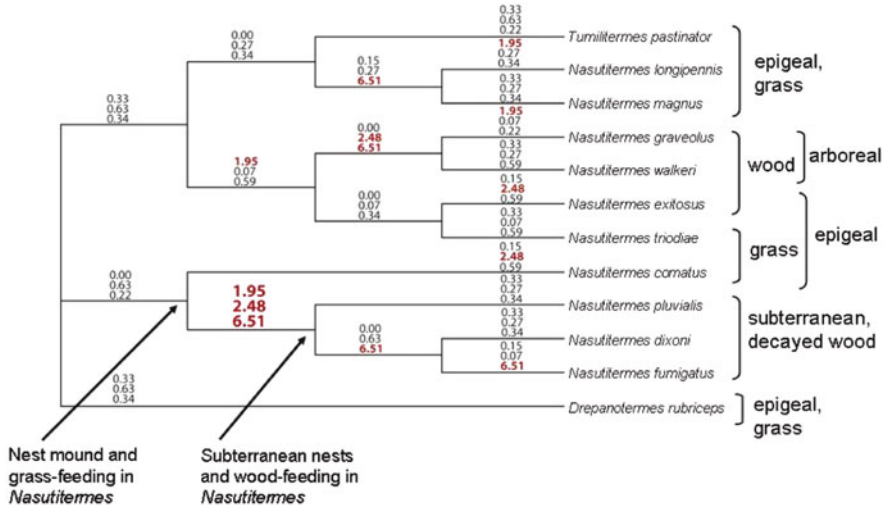 0.33
0.63
0.22
Tumilitermes pastinator
0.00
0.27
0.34
1.95
0.27
0.34
Nasutitermes longipennis
0.15
0.27
6.51
0.33
0.27
0.34
Nasutitermes magnus
epigeal,
grass
0.33
0.63
0.34
1.95
0.07
0.22
Nasutitermes graveolus
0.00
2.48
6.51
0.33
0.27
0.59
Nasutitermes walkeri
wood
arboreal
1.95
0.07
0.59
0.15
2.48
0.59
Nasutitermes exitosus
0.00
0.07
0.34
0.33
0.07
0.59
Nasutitermes triodiae
grass
epigeal
0.15
2.48
0.59
Nasutitermes comatus
0.00
0.63
0.22
1.95
2.48
6.51
0.33
0.27
0.34
Nasutitermes pluvialis
0.33
0.27
0.34
Nasutitermes dixoni
0.00
0.63
6.51
0.15
0.07
6.51
Nasutitermes fumigatus
subterranean,
decayed wood
0.33
0.63
0.34
Drepanotermes rubriceps
epigeal,
grass
Nest mound and
grass-feeding in
Nasutitermes
Subterranean nests
and wood-feeding in
Nasutitermes